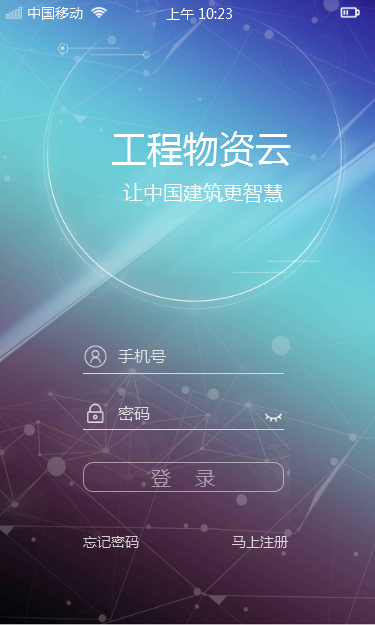 中国移动 上午 10:23
工程物资云
让中国建筑更智慧
手机号
密码
登 录
忘记密码 马上注册